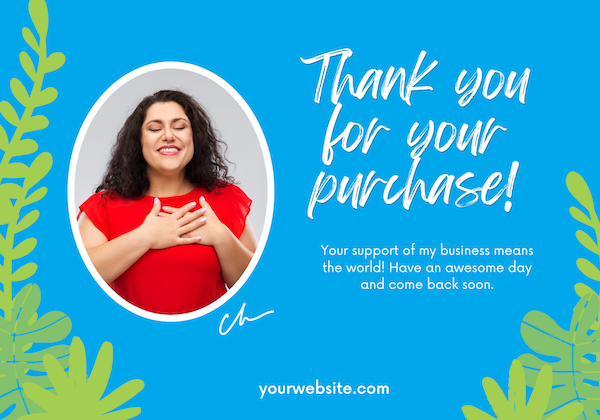 Thank you
for your
purchase!
Your support of my business means
the world! Have an awesome day
and come back soon.
yourwebsite.com